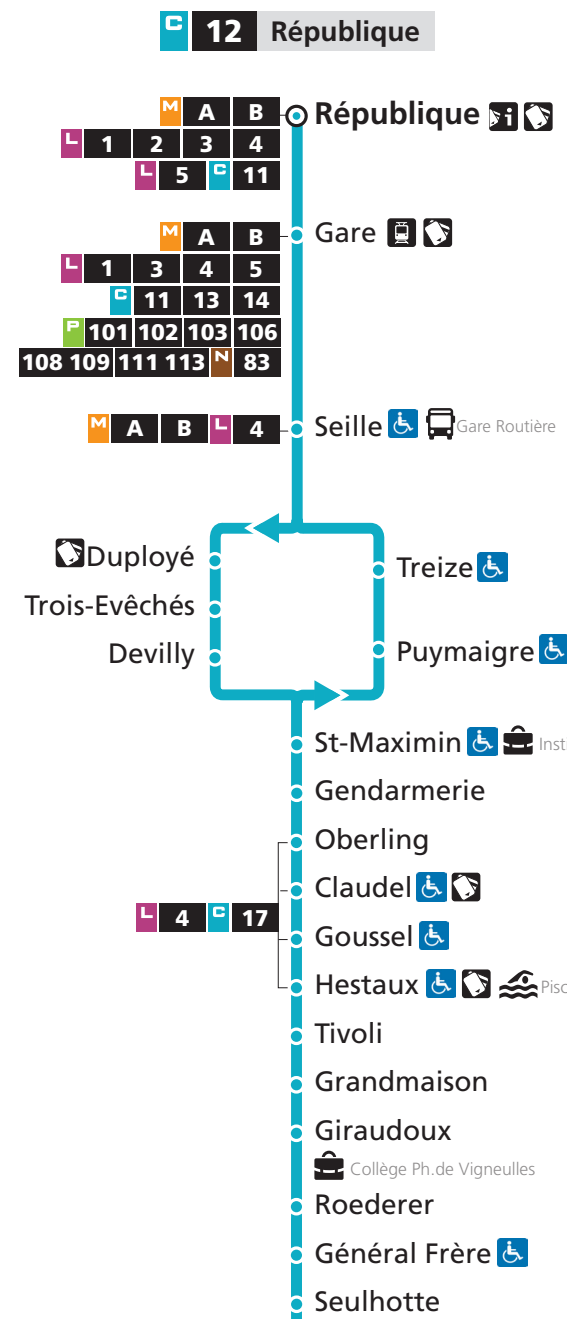 C 12 République
M A B République i
L 1 2 3 4
L 5 C 11
M A B Gare
L 1 3 4 5
C 11 13 14
P 101 102 103 106
108 109 111 113 N 83
M A B L 4 Seille Gare Routière
Duployé
Treize
Trois-Evêchés
Devilly
Puymaigre
St-Maximin Inst
Gendarmerie
Oberling
Claudel
L 4 C 17
Goussel
Hestaux Pisc
Tivoli
Grandmaison
Giraudoux
Collège Ph.de Vigneulles
Roederer
Général Frère
Seulhotte